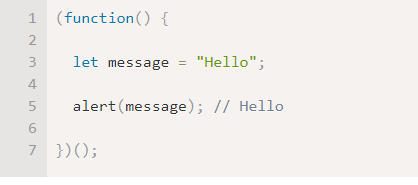 1 (function() {
2
3   let message = "Hello";
4
5   alert(message); // Hello
6
7 })();